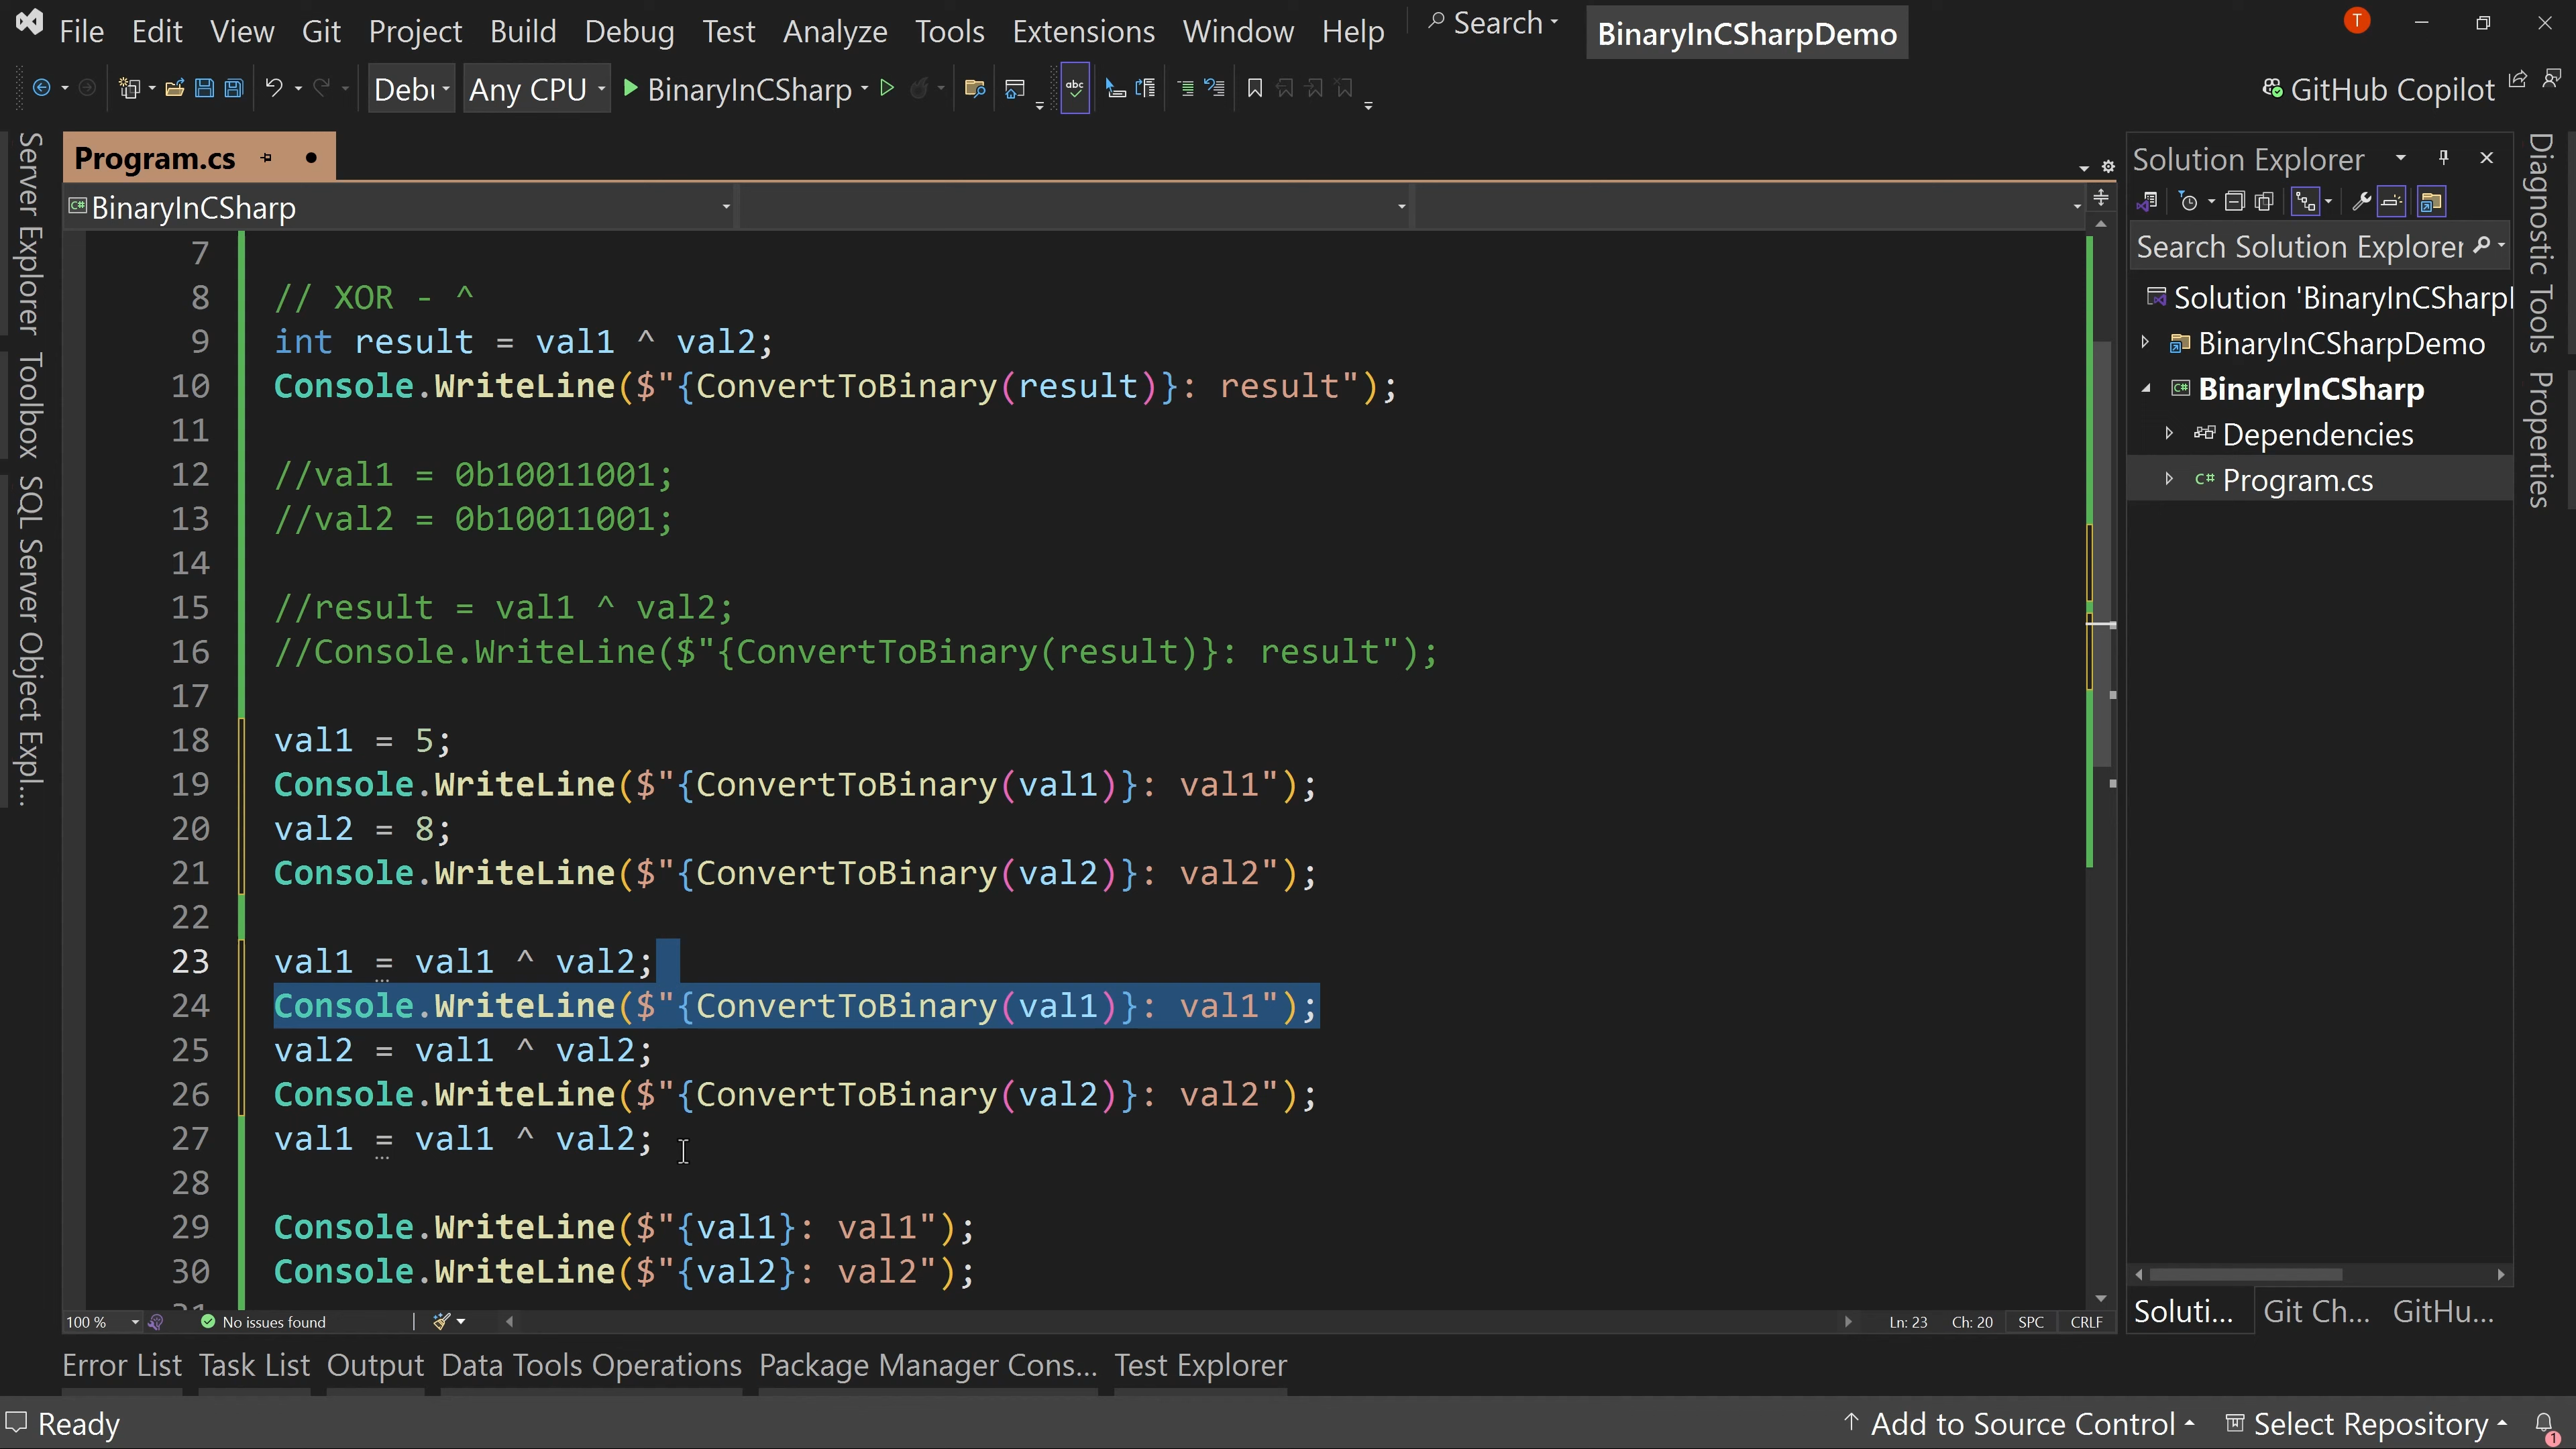 File Edit View Git Project Build Debug Test Analyze Tools Extensions Window Help Search BinaryInCSharpDemo T
Debu Any CPU BinaryInCSharp abc GitHub Copilot
Program.cs
BinaryInCSharp
7
8 // XOR - ^
9 int result = val1 ^ val2;
10 Console.WriteLine($"{ConvertToBinary(result)}: result");
11
12 //val1 = 0b10011001;
13 //val2 = 0b10011001;
14
15 //result = val1 ^ val2;
16 //Console.WriteLine($"{ConvertToBinary(result)}: result");
17
18 val1 = 5;
19 Console.WriteLine($"{ConvertToBinary(val1)}: val1");
20 val2 = 8;
21 Console.WriteLine($"{ConvertToBinary(val2)}: val2");
22
23 val1 = val1 ^ val2;
24 Console.WriteLine($"{ConvertToBinary(val1)}: val1");
25 val2 = val1 ^ val2;
26 Console.WriteLine($"{ConvertToBinary(val2)}: val2");
27 val1 = val1 ^ val2;
28
29 Console.WriteLine($"{val1}: val1");
30 Console.WriteLine($"{val2}: val2");
100 % No issues found Ln: 23 Ch: 20 SPC CRLF
Server Explorer
Toolbox
SQL Server Object Expl...
Solution Explorer
Search Solution Explorer
Solution 'BinaryInCSharp
BinaryInCSharpDemo
BinaryInCSharp
Dependencies
C# Program.cs
Soluti... Git Ch... GitHu...
Diagnostic Tools
Properties
Error List Task List Output Data Tools Operations Package Manager Cons... Test Explorer
Ready Add to Source Control Select Repository 1